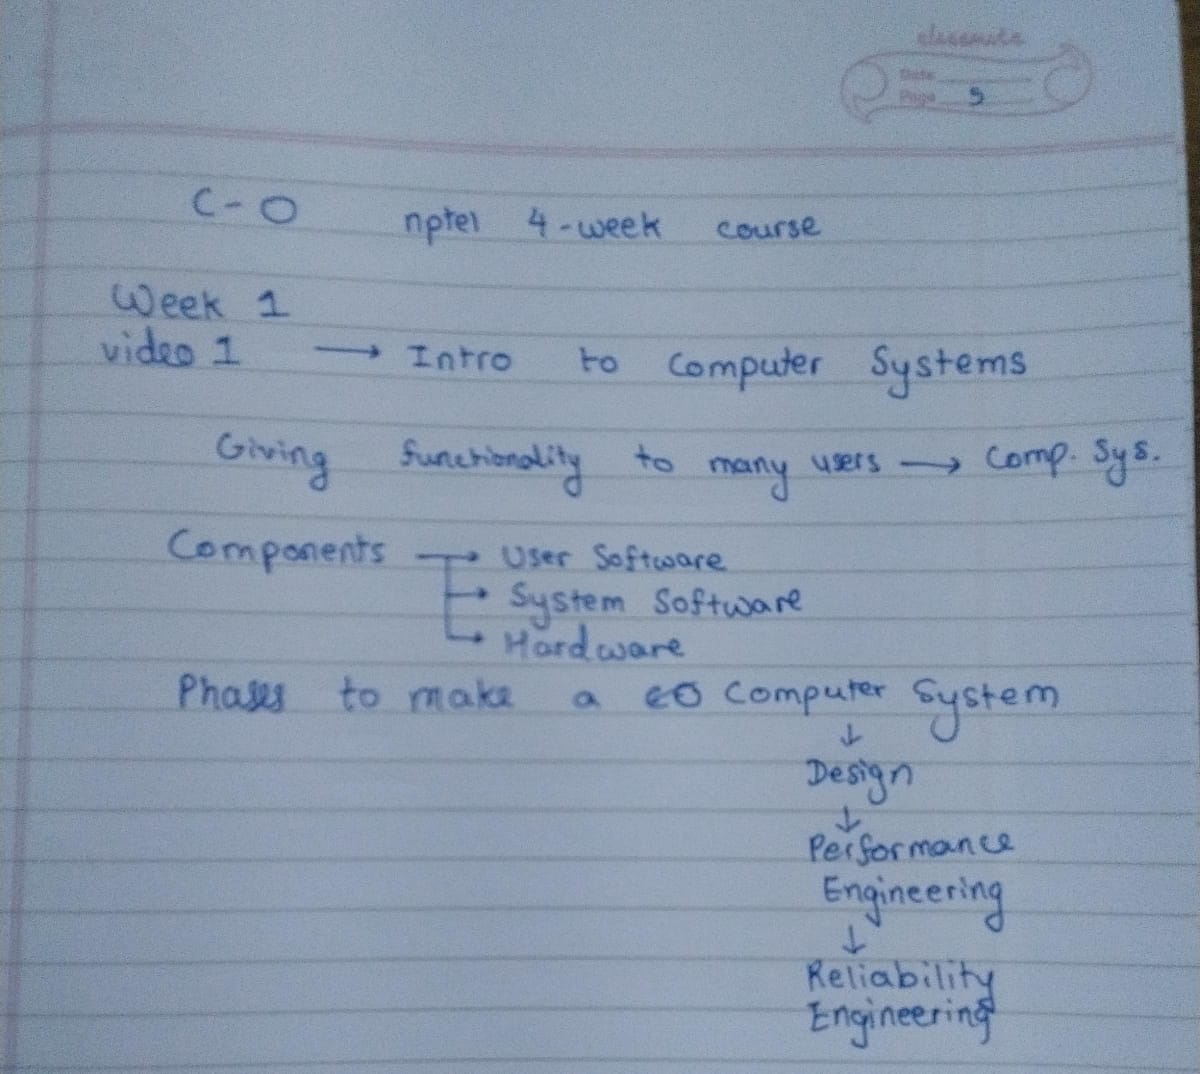 classmate
Date
Page 5
C-O nptel 4-week course
Week 1
video 1 → Intro to Computer Systems
Giving functionality to many users → Comp. Sys.
Components → User Software
→ System Software
→ Hardware
Phases to make a Computer System
↓
Design
↓
Performance
Engineering
↓
Reliability
Engineering